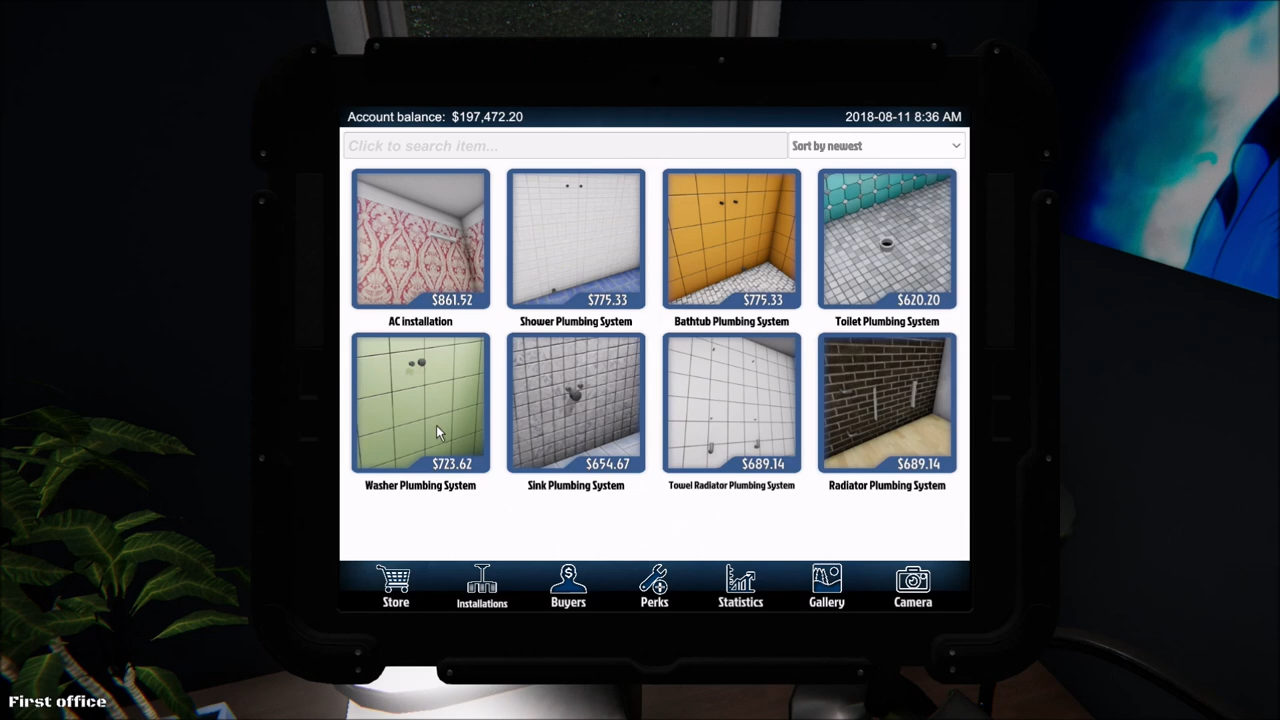 Account balance: $197,472.20
2018-08-11 8:36 AM
Click to search item...
Sort by newest
$861.52
$775.33
$775.33
$620.20
AC installation
Shower Plumbing System
Bathtub Plumbing System
Toilet Plumbing System
$723.62
$654.67
$689.14
$689.14
Washer Plumbing System
Sink Plumbing System
Towel Radiator Plumbing System
Radiator Plumbing System
Store
Installations
Buyers
Perks
Statistics
Gallery
Camera
First office